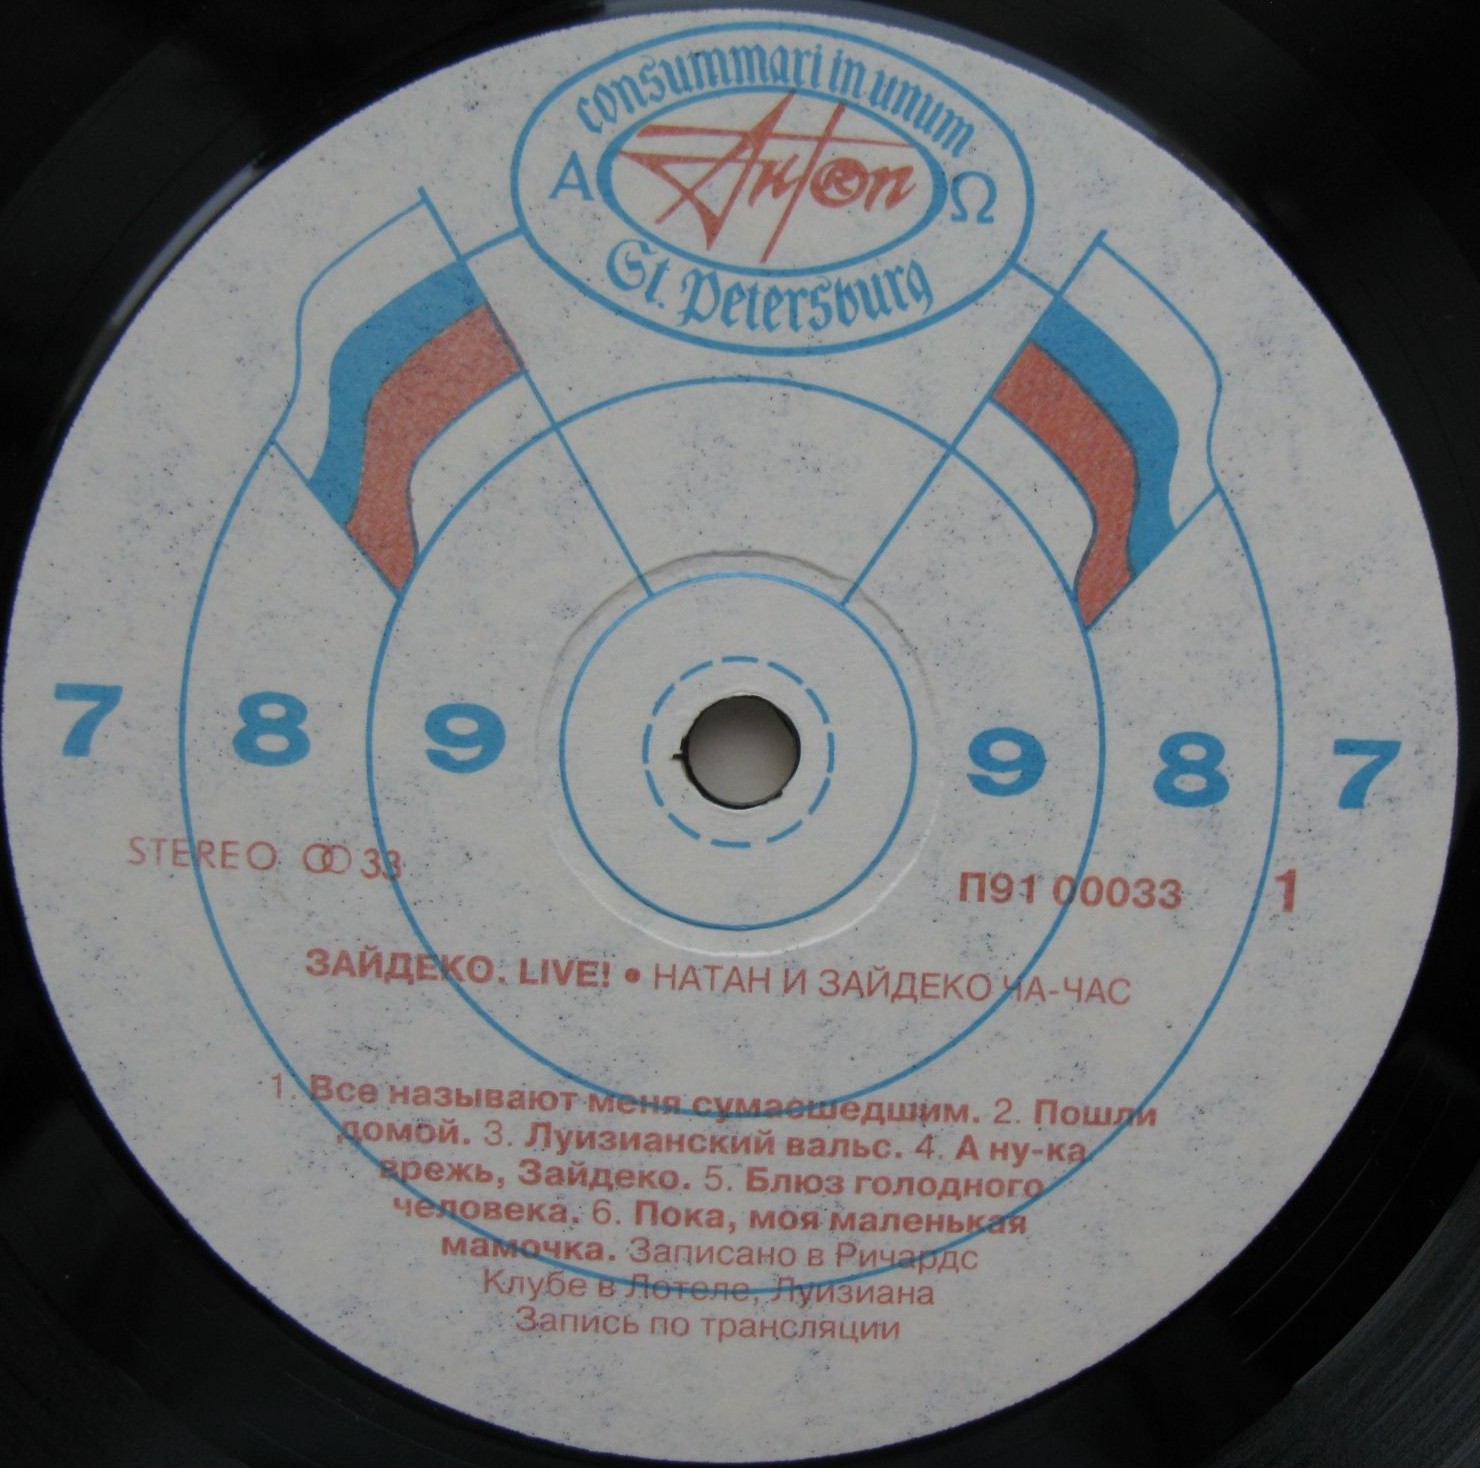 consummari in unum
Α Anton Ω
St. Petersburg
7 8 9 9 8 7
STEREO 33
П91 00033 1
ЗАЙДЕКО. LIVE! • НАТАН И ЗАЙДЕКО ЧА-ЧАС
1. Все называют меня сумасшедшим. 2. Пошли
домой. 3. Луизианский вальс. 4. А ну-ка
врежь, Зайдеко. 5. Блюз голодного
человека. 6. Пока, моя маленькая
мамочка. Записано в Ричардс
Клубе в Лотеле, Луизиана
Запись по трансляции